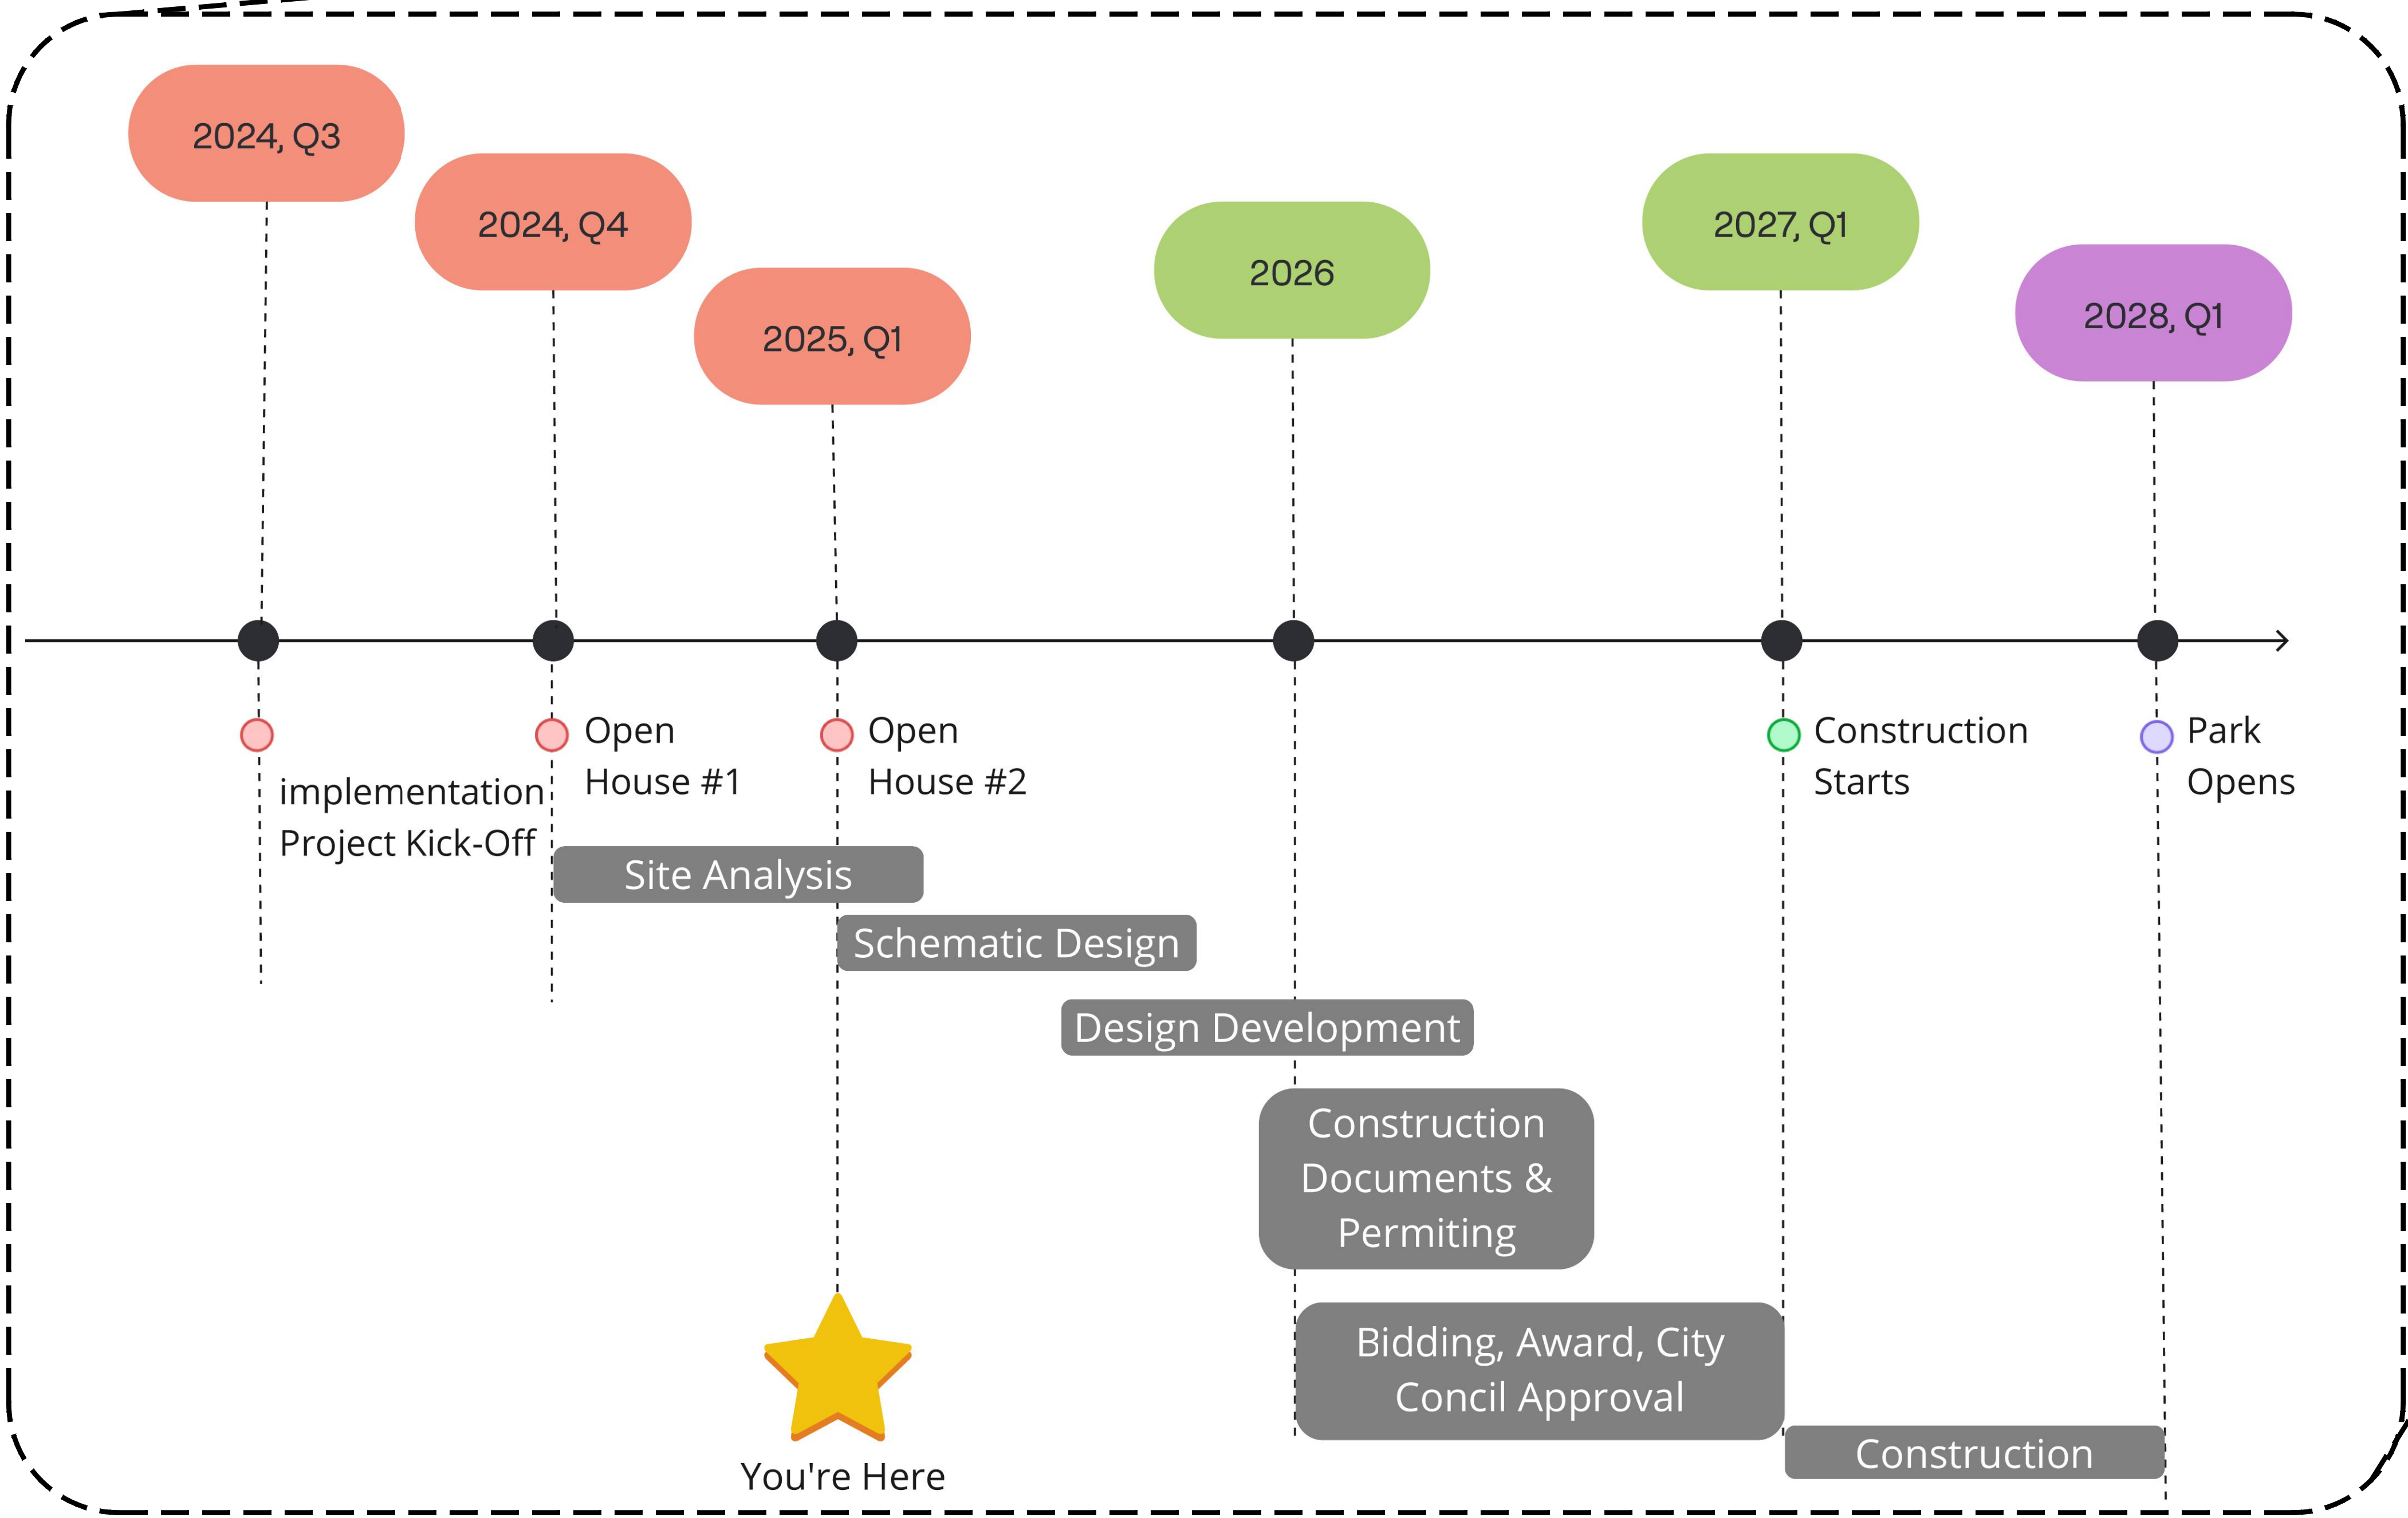 2024, Q3
2024, Q4
2025, Q1
2026
2027, Q1
2028, Q1
implementation
Project Kick-Off
Open
House #1
Open
House #2
Construction
Starts
Park
Opens
Site Analysis
Schematic Design
Design Development
Construction
Documents &
Permiting
Bidding, Award, City
Concil Approval
Construction
You're Here